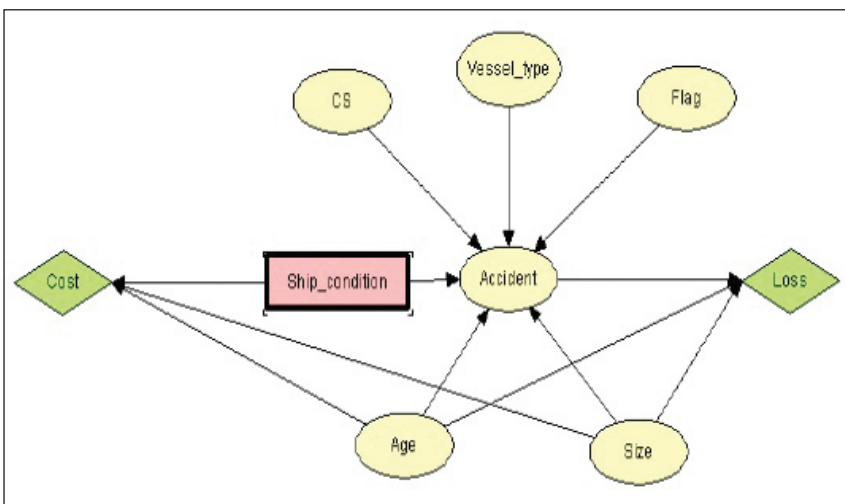 Vessel_type
CS
Flag
Cost
Ship_condition
Accident
Loss
Age
Size